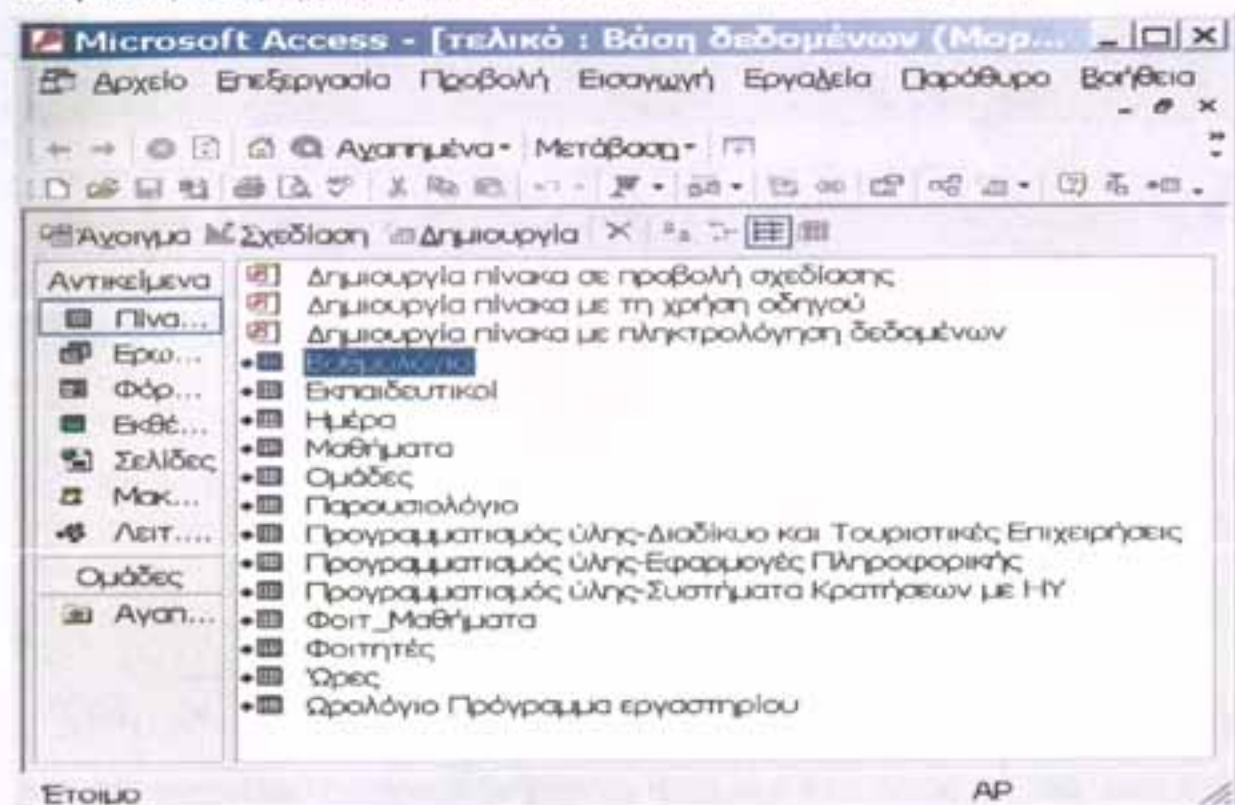 Microsoft Access - [τελικό : Βάση δεδομένων (Μορ...
Αρχείο Επεξεργασία Προβολή Εισαγωγή Εργαλεία Παράθυρο Βοήθεια
Αγαπημένα Μετάβαση
Άνοιγμα Σχεδίαση Δημιουργία
Αντικείμενα
Πίνα...
Ερω...
Φόρ...
Εκθέ...
Σελίδες
Μακ...
Λειτ....
Ομάδες
Αγαπ...
Δημιουργία πίνακα σε προβολή σχεδίασης
Δημιουργία πίνακα με τη χρήση οδηγού
Δημιουργία πίνακα με πληκτρολόγηση δεδομένων
Βαθμολόγιο
Εκπαιδευτικοί
Ημέρα
Μαθήματα
Ομάδες
Παρουσιολόγιο
Προγραμματισμός ύλης-Διαδίκυο και Τουριστικές Επιχειρήσεις
Προγραμματισμός ύλης-Εφαρμογές Πληροφορικής
Προγραμματισμός ύλης-Συστήματα Κρατήσεων με ΗΥ
Φοιτ_Μαθήματα
Φοιτητές
Ώρες
Ωρολόγιο Πρόγραμμα εργαστηρίου
Έτοιμο ΑΡ